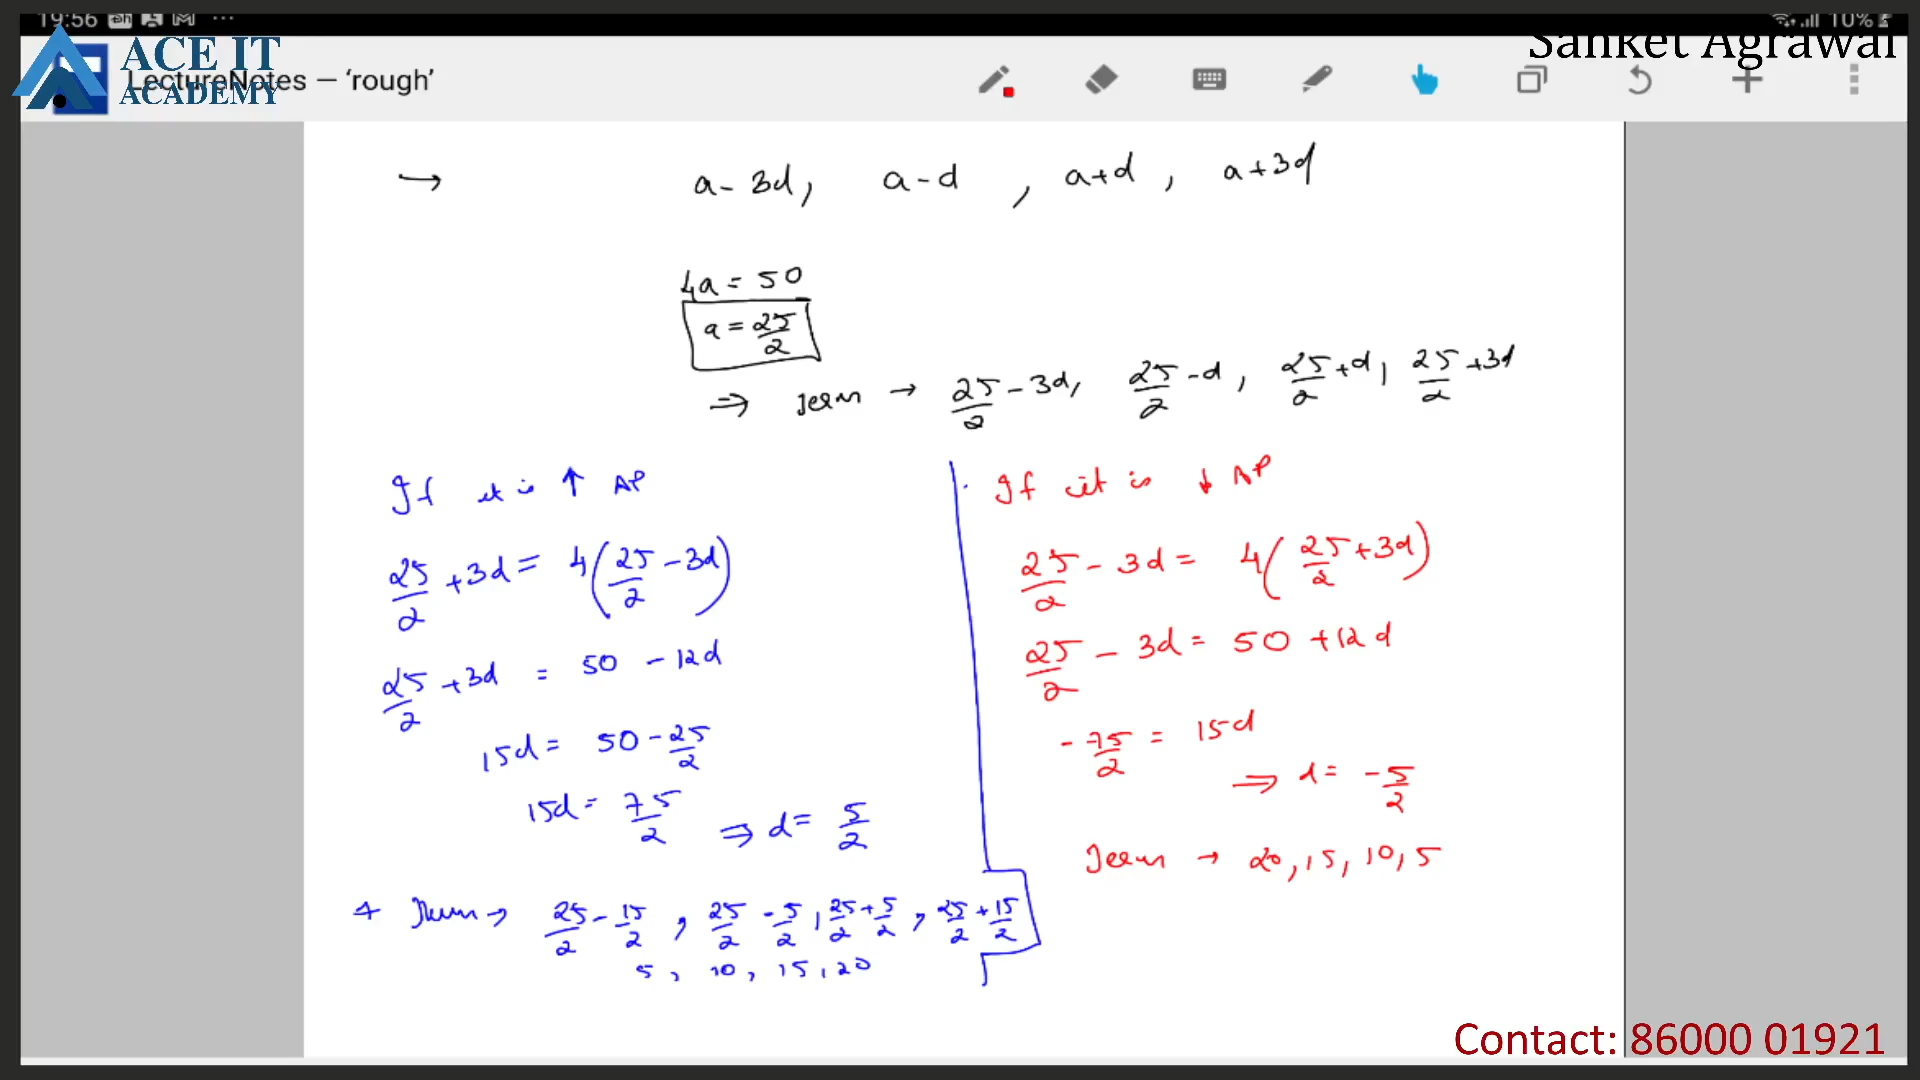 19:56 ... 10%
ACE IT
ACADEMY
LectureNotes — ‘rough’
Sanket Agrawal
→ a - 3d, a - d , a + d , a + 3d
4a = 50
a = 25/2
⇒ Term → 25/2 - 3d, 25/2 - d, 25/2 + d, 25/2 + 3d
If it is ↑ AP
25/2 + 3d = 4(25/2 - 3d)
25/2 + 3d = 50 - 12d
15d = 50 - 25/2
15d = 75/2 ⇒ d = 5/2
Term → 25/2 - 15/2, 25/2 - 5/2, 25/2 + 5/2, 25/2 + 15/2
5, 10, 15, 20
If it is ↓ AP
25/2 - 3d = 4(25/2 + 3d)
25/2 - 3d = 50 + 12d
-75/2 = 15d
⇒ d = -5/2
Term → 20, 15, 10, 5
Contact: 86000 01921